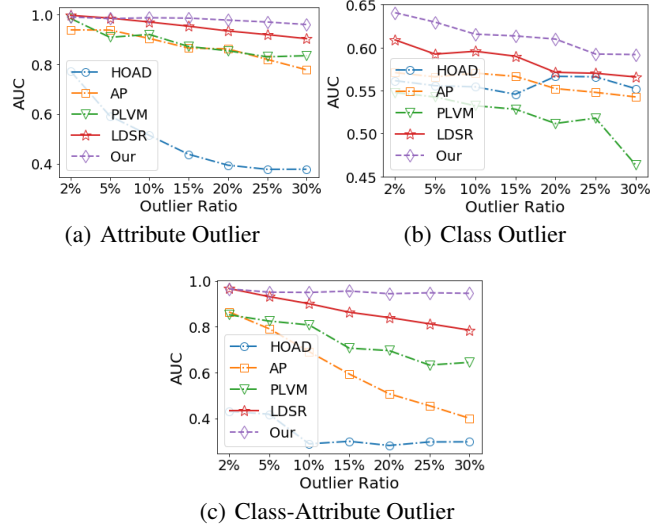 1.0
0.8
0.6
0.4
AUC
HOAD
AP
PLVM
LDSR
Our
2% 5% 10% 15% 20% 25% 30%
Outlier Ratio
(a) Attribute Outlier
0.65
0.60
0.55
0.50
0.45
AUC
HOAD
AP
PLVM
LDSR
Our
2% 5% 10% 15% 20% 25% 30%
Outlier Ratio
(b) Class Outlier
1.0
0.8
0.6
0.4
AUC
HOAD
AP
PLVM
LDSR
Our
2% 5% 10% 15% 20% 25% 30%
Outlier Ratio
(c) Class-Attribute Outlier